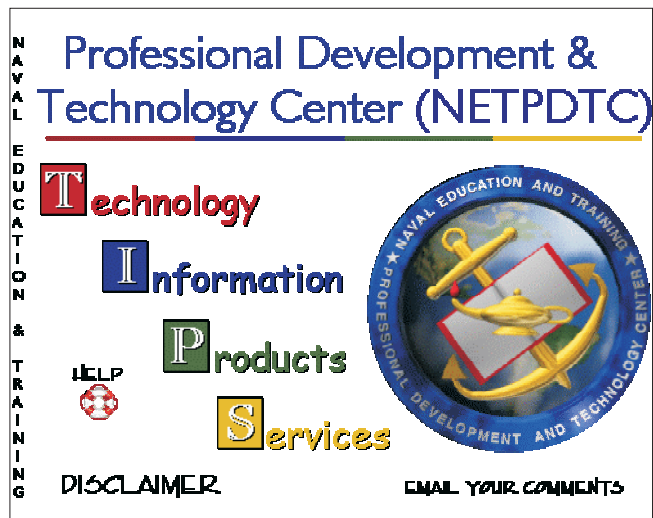 NAVAL EDUCATION & TRAINING
Professional Development &
Technology Center (NETPDTC)
Technology
Information
Products
Services
HELP
DISCLAIMER
EMAIL YOUR COMMENTS
★ NAVAL EDUCATION AND TRAINING ★
PROFESSIONAL DEVELOPMENT AND TECHNOLOGY CENTER